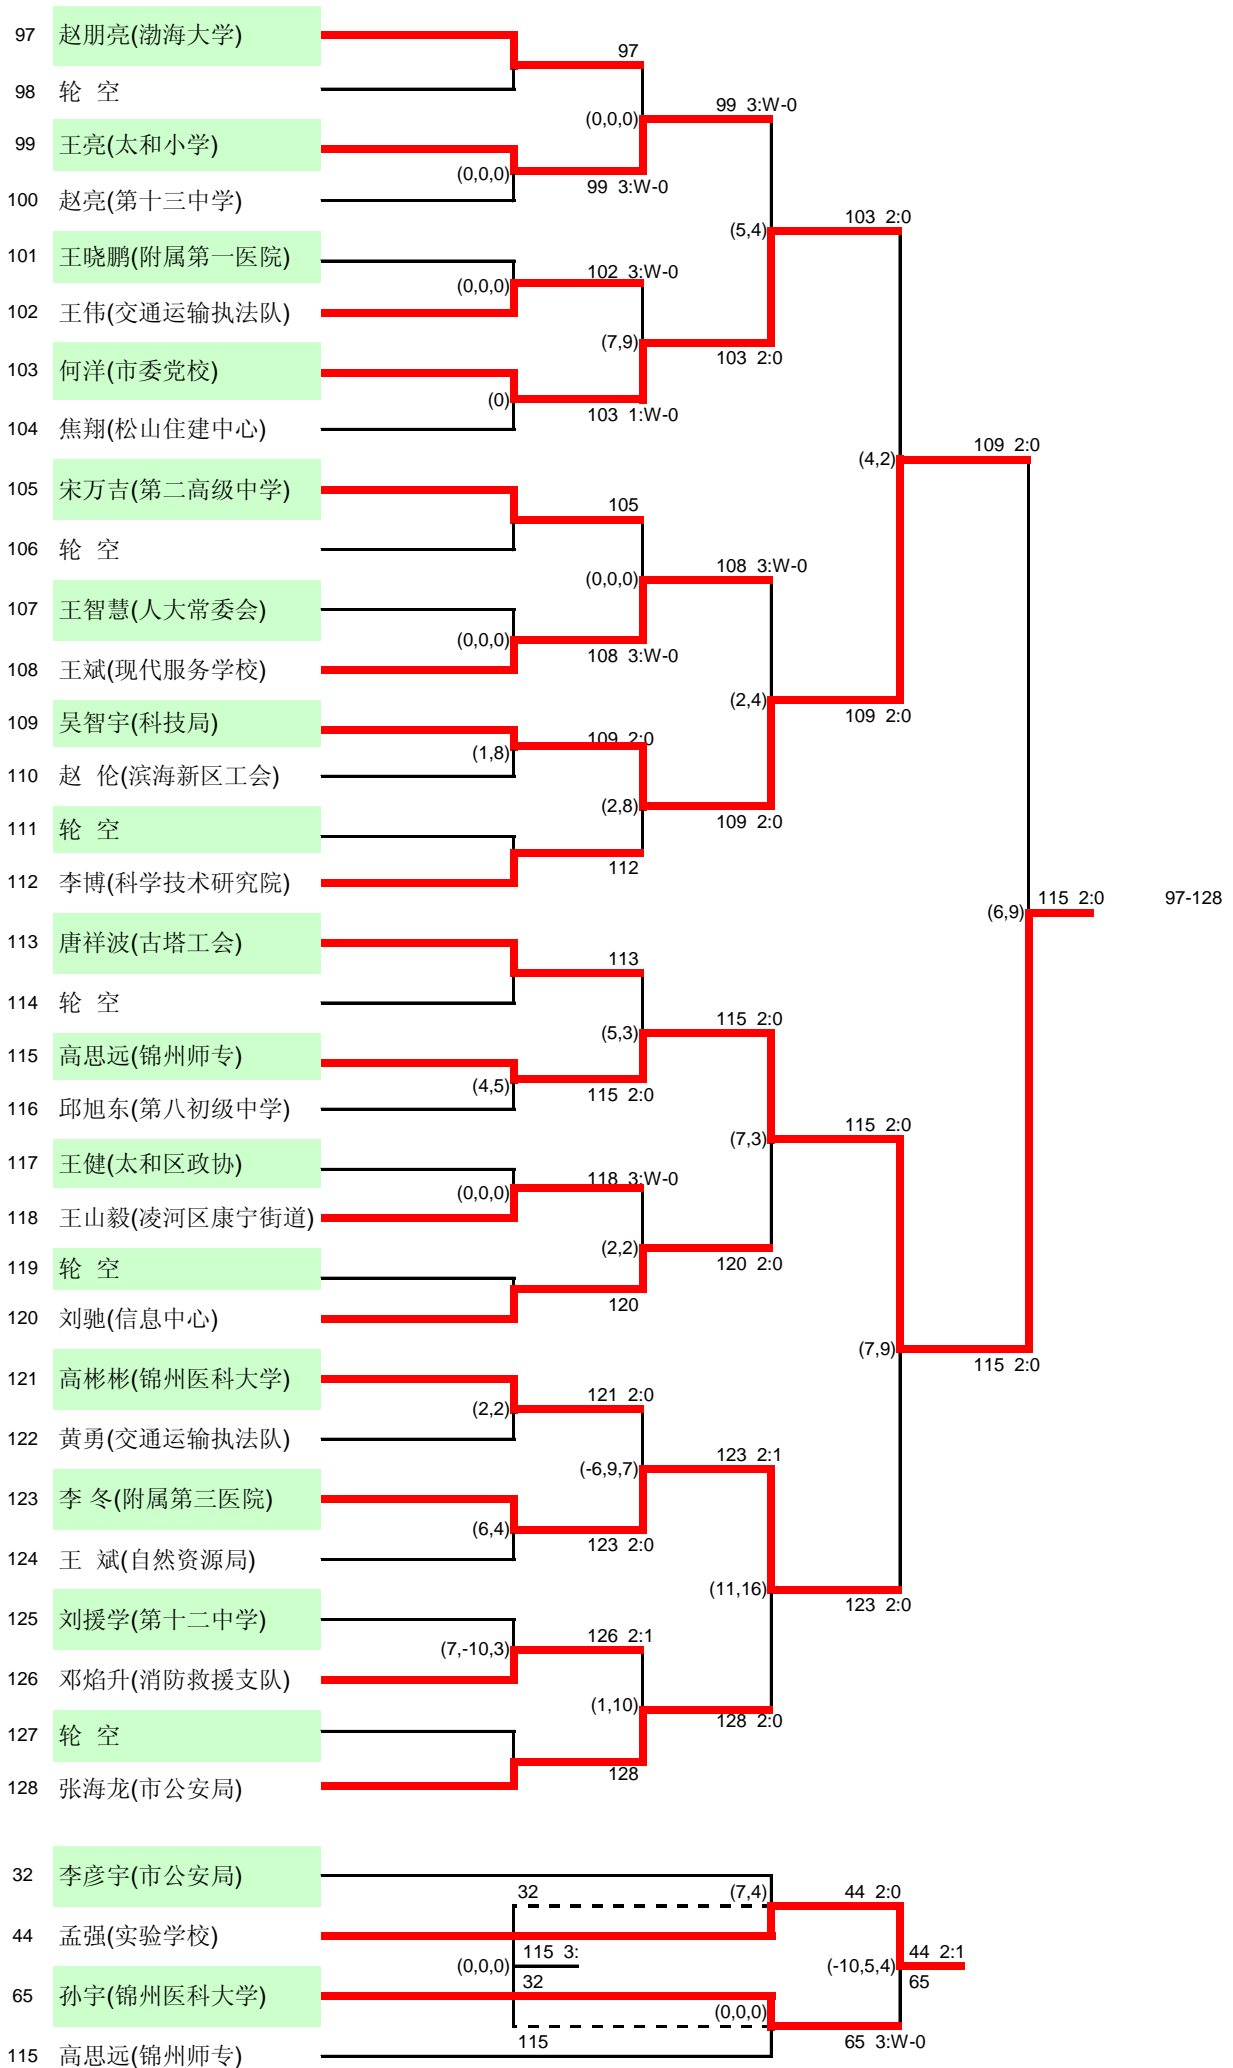 97 赵朋亮(渤海大学)
97
98 轮 空
(0,0,0)
99 3:W-0
99 王亮(太和小学)
(0,0,0)
99 3:W-0
100 赵亮(第十三中学)
(5,4)
103 2:0
101 王晓鹏(附属第一医院)
(0,0,0)
102 3:W-0
102 王伟(交通运输执法队)
(7,9)
103 2:0
103 何洋(市委党校)
(0)
103 1:W-0
104 焦翔(松山住建中心)
(4,2)
109 2:0
105 宋万吉(第二高级中学)
105
106 轮 空
(0,0,0)
108 3:W-0
107 王智慧(人大常委会)
(0,0,0)
108 3:W-0
108 王斌(现代服务学校)
(2,4)
109 2:0
109 吴智宇(科技局)
(1,8)
109 2:0
110 赵 伦(滨海新区工会)
(2,8)
109 2:0
111 轮 空
112
112 李博(科学技术研究院)
(6,9)
115 2:0
97-128
113 唐祥波(古塔工会)
113
114 轮 空
(5,3)
115 2:0
115 高思远(锦州师专)
(4,5)
115 2:0
116 邱旭东(第八初级中学)
(7,3)
115 2:0
117 王健(太和区政协)
(0,0,0)
118 3:W-0
118 王山毅(凌河区康宁街道)
(2,2)
120 2:0
119 轮 空
120
120 刘驰(信息中心)
(7,9)
115 2:0
121 高彬彬(锦州医科大学)
(2,2)
121 2:0
122 黄勇(交通运输执法队)
(-6,9,7)
123 2:1
123 李 冬(附属第三医院)
(6,4)
123 2:0
124 王 斌(自然资源局)
(11,16)
123 2:0
125 刘援学(第十二中学)
(7,-10,3)
126 2:1
126 邓焰升(消防救援支队)
(1,10)
128 2:0
127 轮 空
128
128 张海龙(市公安局)
32 李彦宇(市公安局)
32
(7,4)
44 2:0
44 孟强(实验学校)
(0,0,0)
115 3:
32
(-10,5,4)
44 2:1
65
65 孙宇(锦州医科大学)
(0,0,0)
115
65 3:W-0
115 高思远(锦州师专)